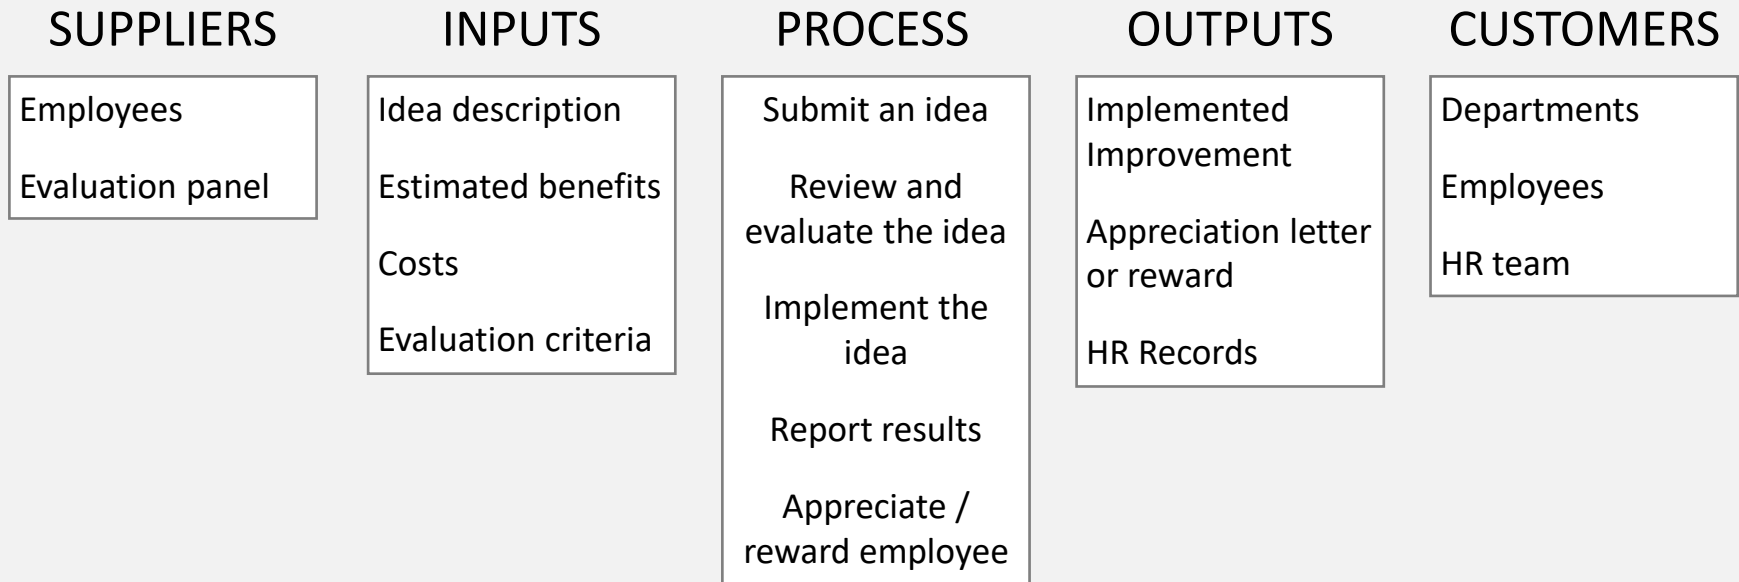 SUPPLIERS
Employees
Evaluation panel
INPUTS
Idea description
Estimated benefits
Costs
Evaluation criteria
PROCESS
Submit an idea
Review and
evaluate the idea
Implement the
idea
Report results
Appreciate /
reward employee
OUTPUTS
Implemented
Improvement
Appreciation letter
or reward
HR Records
CUSTOMERS
Departments
Employees
HR team